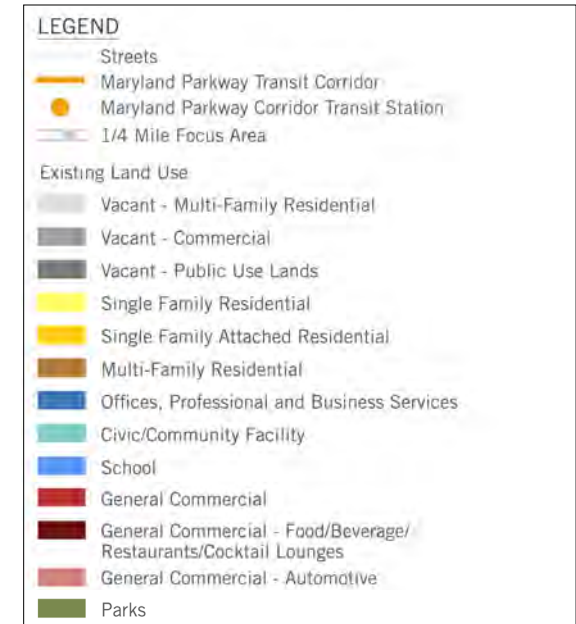 LEGEND
Streets
Maryland Parkway Transit Corridor
Maryland Parkway Corridor Transit Station
1/4 Mile Focus Area
Existing Land Use
Vacant - Multi-Family Residential
Vacant - Commercial
Vacant - Public Use Lands
Single Family Residential
Single Family Attached Residential
Multi-Family Residential
Offices, Professional and Business Services
Civic/Community Facility
School
General Commercial
General Commercial - Food/Beverage/
Restaurants/Cocktail Lounges
General Commercial - Automotive
Parks